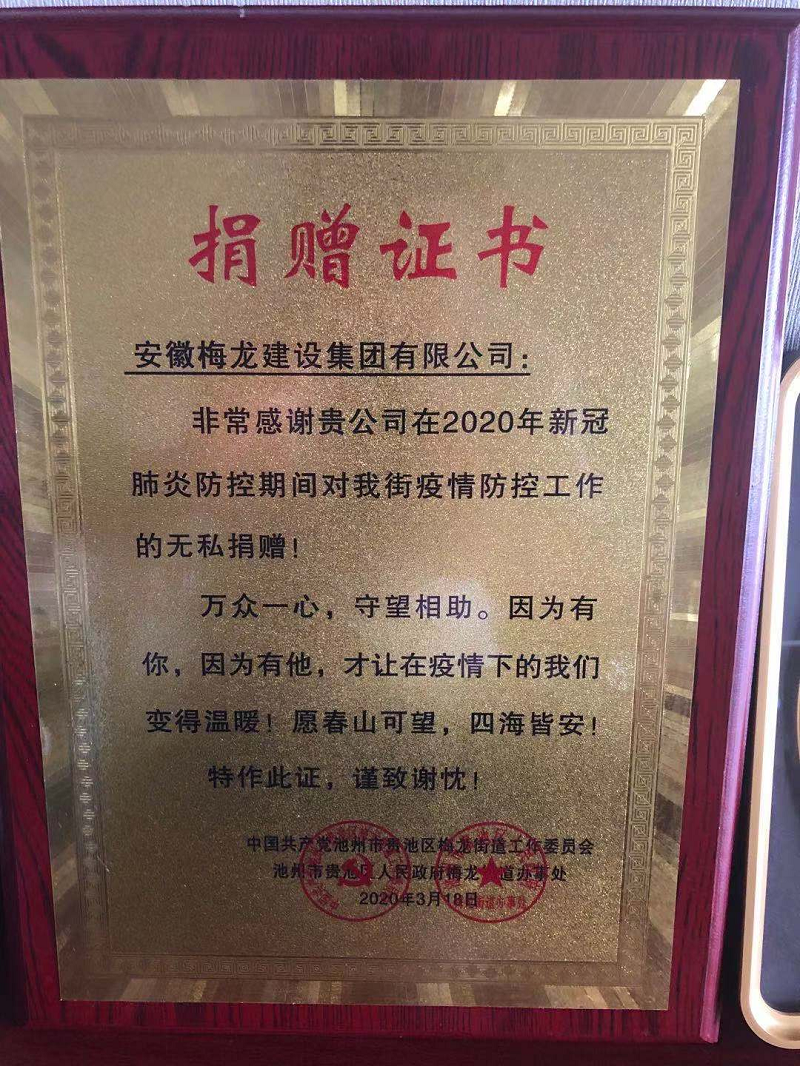 捐赠证书
安徽梅龙建设集团有限公司：
非常感谢贵公司在2020年新冠
肺炎防控期间对我街疫情防控工作
的无私捐赠！
万众一心，守望相助。因为有
你，因为有他，才让在疫情下的我们
变得温暖！愿春山可望，四海皆安！
特作此证，谨致谢忱！
中国共产党池州市贵池区梅龙街道工作委员会
池州市贵池区人民政府梅龙街道办事处
2020年3月18日